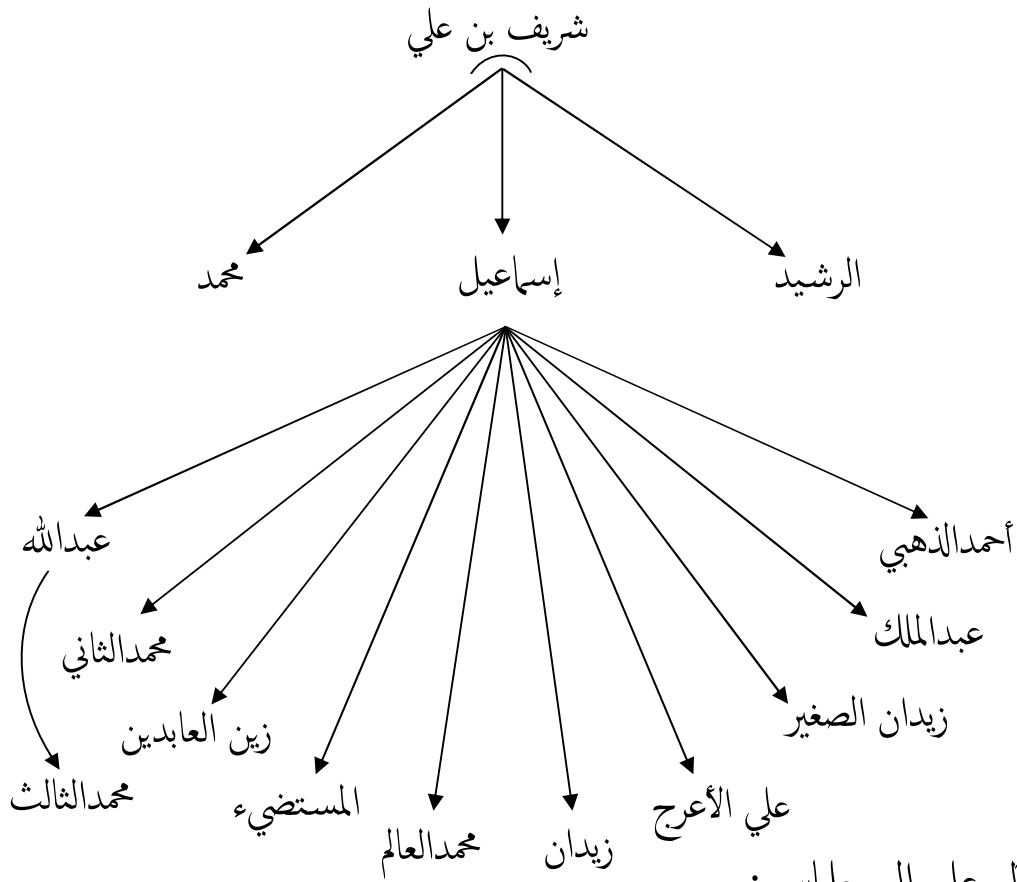 شريف بن علي
الرشيد
إسماعيل
محمد
أحمدالذهبي
عبدالملك
زيدان الصغير
علي الأعرج
زيدان
محمدالعالم
المستضيء
زين العابدين
محمدالثاني
عبدالله
محمدالثالث